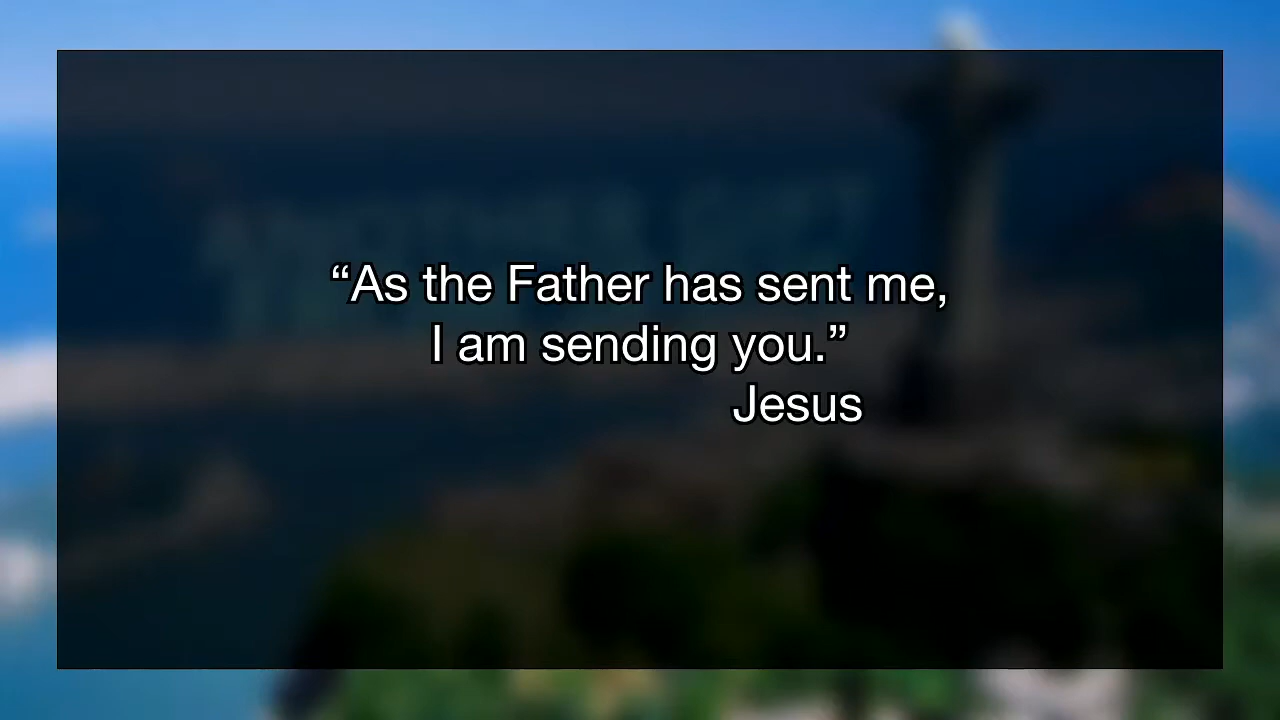 “As the Father has sent me,
I am sending you.”
Jesus